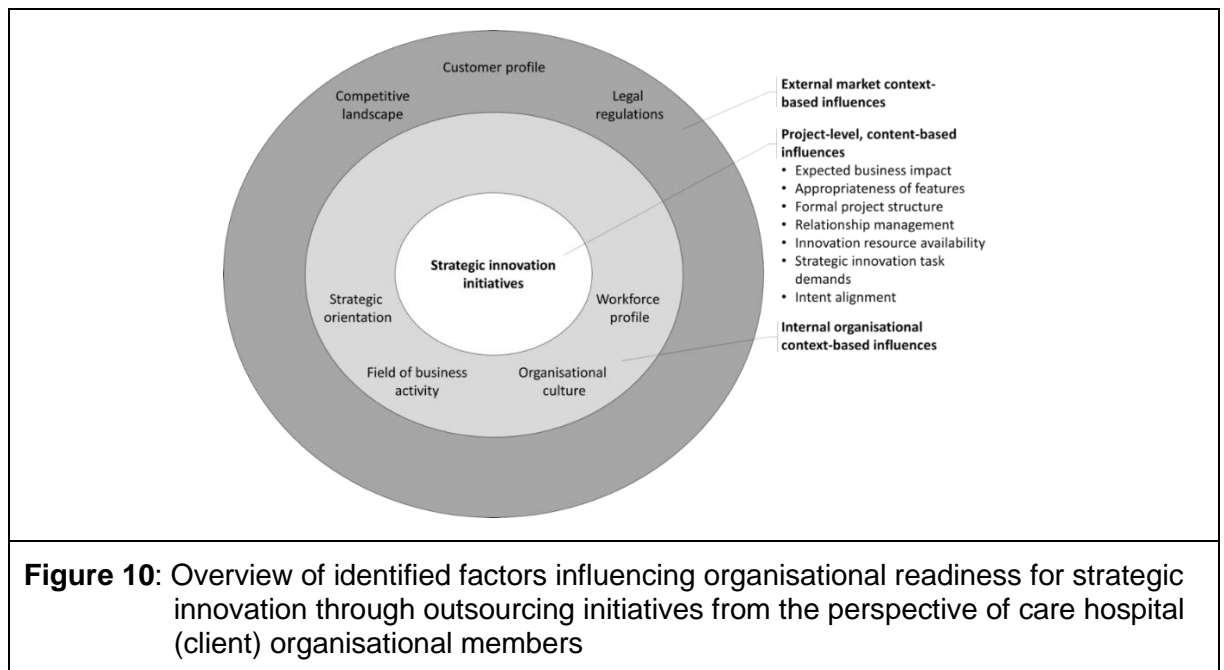 Customer profile
Competitive
landscape
Legal
regulations
Strategic innovation
initiatives
Strategic
orientation
Workforce
profile
Field of business
activity
Organisational
culture
External market context-
based influences
Project-level, content-based
influences
• Expected business impact
• Appropriateness of features
• Formal project structure
• Relationship management
• Innovation resource availability
• Strategic innovation task
demands
• Intent alignment
Internal organisational
context-based influences
Figure 10: Overview of identified factors influencing organisational readiness for strategic
innovation through outsourcing initiatives from the perspective of care hospital
(client) organisational members